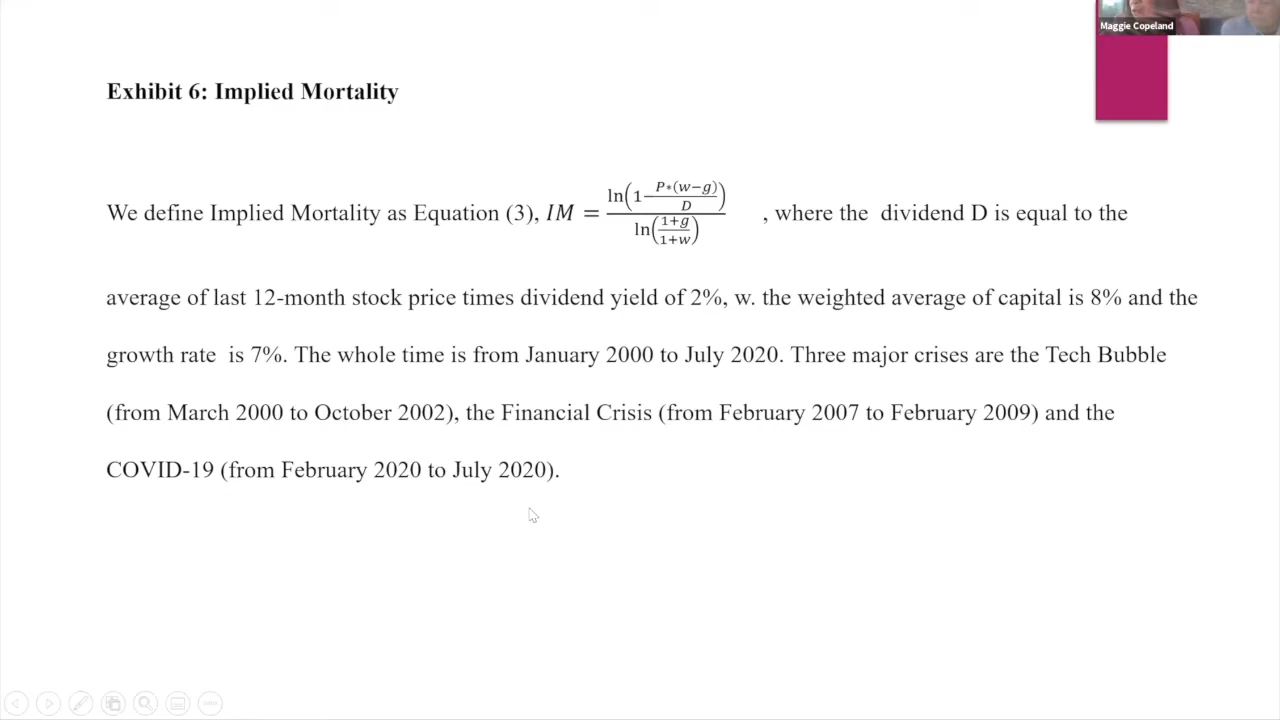 Maggie Copeland
Exhibit 6: Implied Mortality
We define Implied Mortality as Equation (3), IM = ln(1−P*(w−g)/D) / ln(1+g/1+w) , where the dividend D is equal to the
average of last 12-month stock price times dividend yield of 2%, w. the weighted average of capital is 8% and the
growth rate is 7%. The whole time is from January 2000 to July 2020. Three major crises are the Tech Bubble
(from March 2000 to October 2002), the Financial Crisis (from February 2007 to February 2009) and the
COVID-19 (from February 2020 to July 2020).